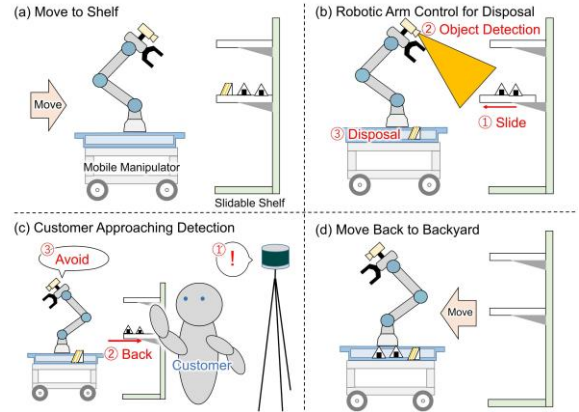 (a) Move to Shelf
Move
Mobile Manipulator
Slidable Shelf
(b) Robotic Arm Control for Disposal
② Object Detection
① Slide
③ Disposal
(c) Customer Approaching Detection
③
Avoid
①
!
② Back
Customer
(d) Move Back to Backyard
Move